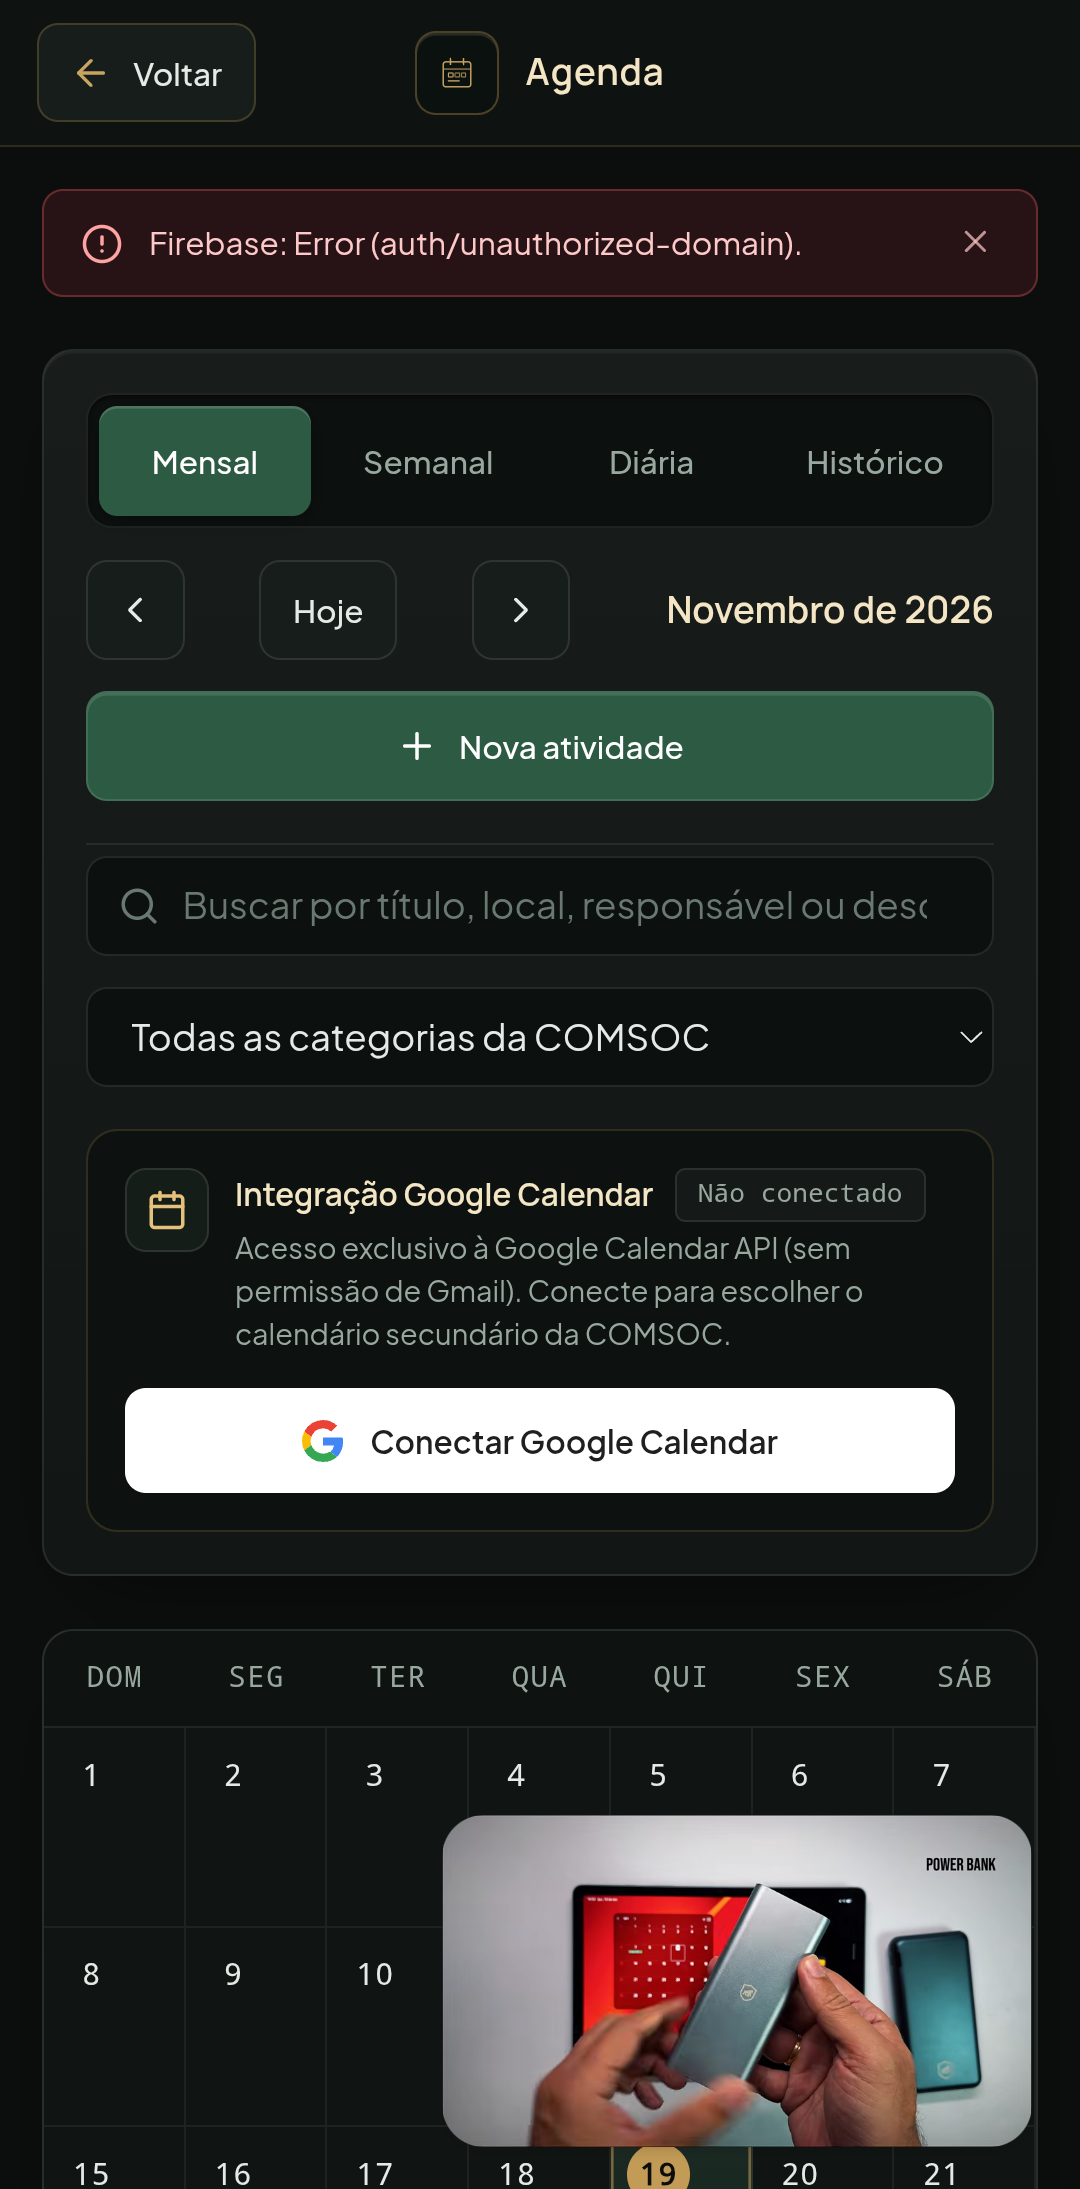 Voltar
Agenda
Firebase: Error (auth/unauthorized-domain).
Mensal Semanal Diária Histórico
Hoje Novembro de 2026
Nova atividade
Buscar por título, local, responsável ou desc
Todas as categorias da COMSOC
Integração Google Calendar Não conectado
Acesso exclusivo à Google Calendar API (sem
permissão de Gmail). Conecte para escolher o
calendário secundário da COMSOC.
Conectar Google Calendar
DOM SEG TER QUA QUI SEX SÁB
1 2 3 4 5 6 7
POWER BANK
8 9 10
15 16 17 18 19 20 21